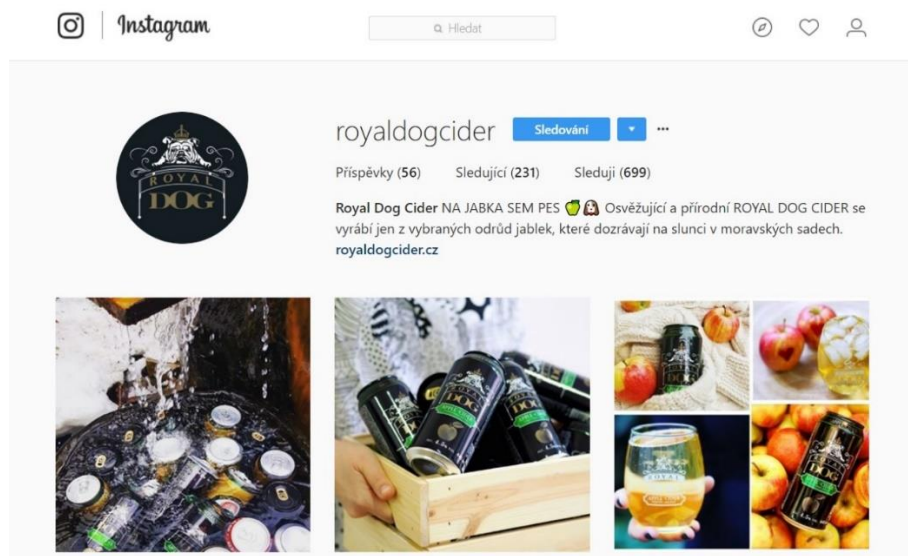 Instagram
Hledat
royaldogcider Sledování
Příspěvky (56) Sledující (231) Sleduji (699)
Royal Dog Cider NA JABKA SEM PES Osvěžující a přírodní ROYAL DOG CIDER se
vyrábí jen z vybraných odrůd jablek, které dozrávají na slunci v moravských sadech.
royaldogcider.cz
ROYAL
DOG
DOG
DOG
ROYAL
DOG